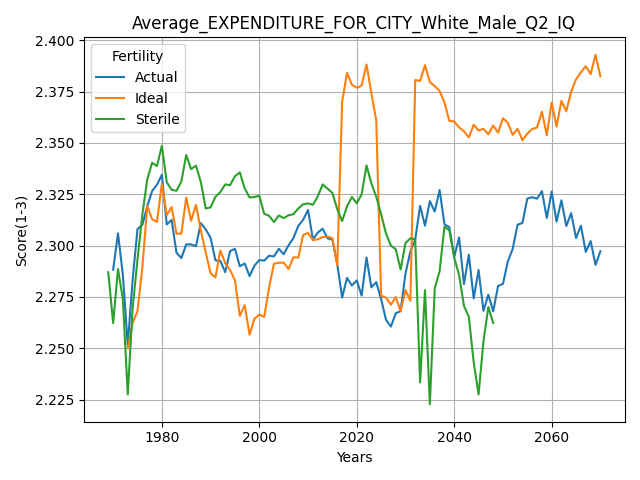 Average_EXPENDITURE_FOR_CITY_White_Male_Q2_IQ
Fertility
Actual
Ideal
Sterile
Score(1-3)
2.400
2.375
2.350
2.325
2.300
2.275
2.250
2.225
1980 2000 2020 2040 2060
Years